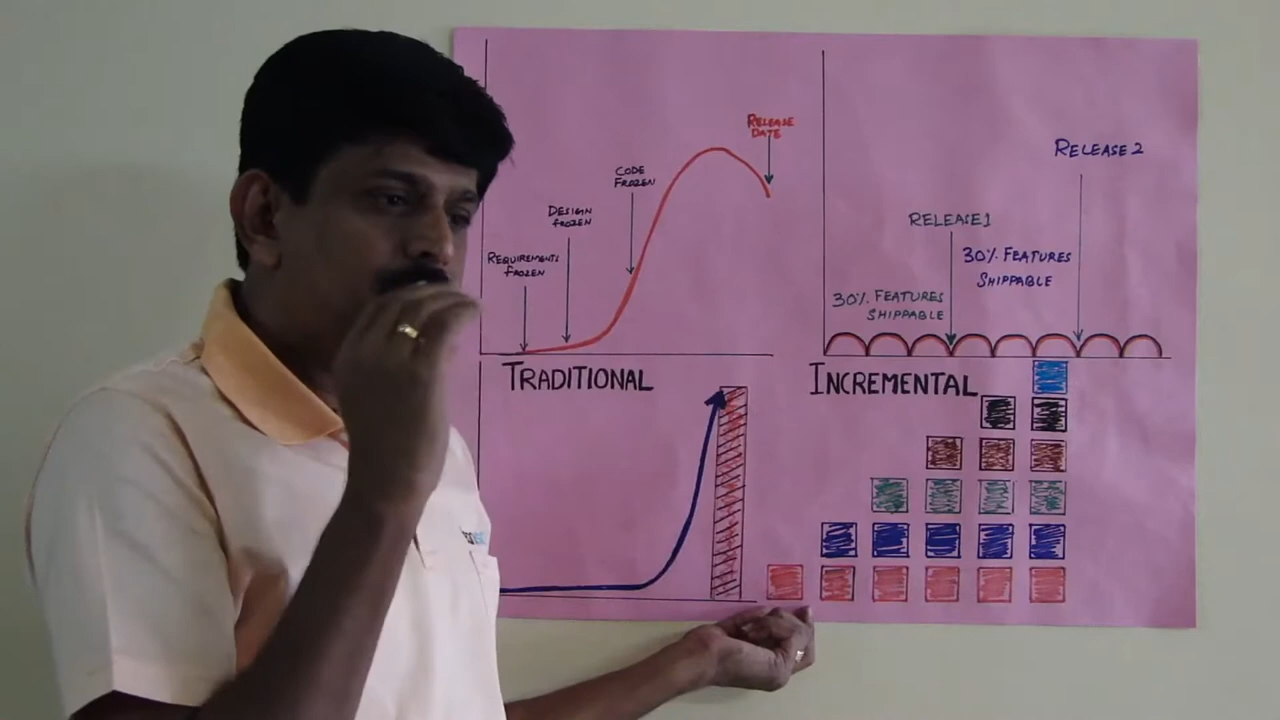 RELEASE
DATE
CODE
FROZEN
DESIGN
FROZEN
REQUIREMENTS
FROZEN
TRADITIONAL
RELEASE 2
RELEASE1
30% FEATURES
SHIPPABLE
30% FEATURES
SHIPPABLE
INCREMENTAL